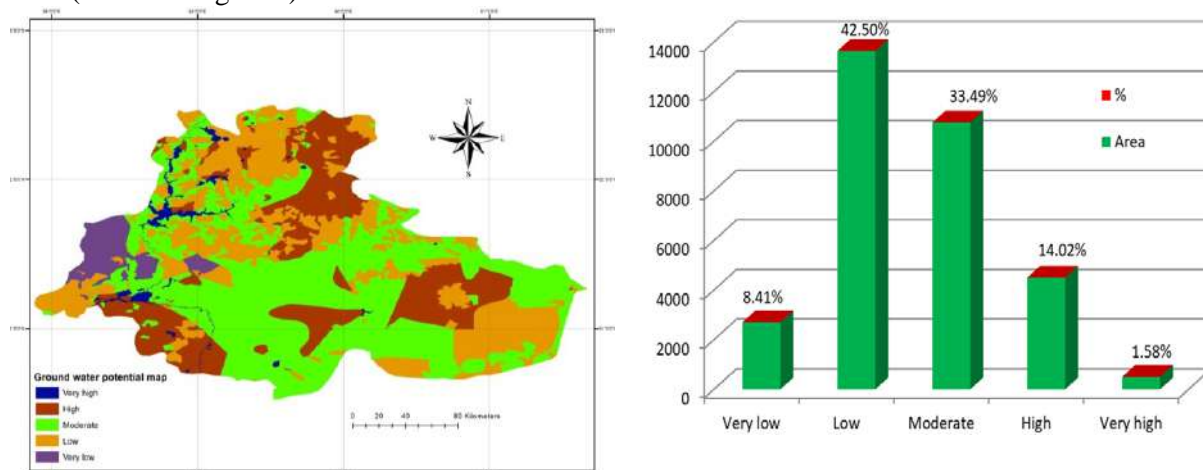 N
W E
S
Ground water potential map
Very high
High
Moderate
Low
Very low
0 20 40 80 Kilometers
14000
12000
10000
8000
6000
4000
2000
0
8.41%
42.50%
33.49%
14.02%
1.58%
%
Area
Very low
Low
Moderate
High
Very high